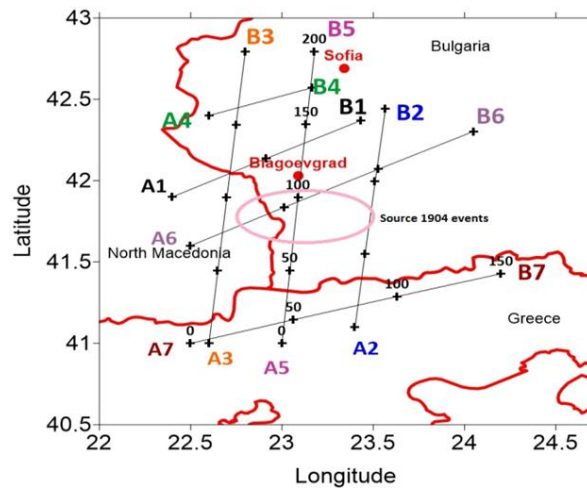 43
B3
B5
200
Sofia
Bulgaria
B4
42.5
A4
150
B1
B2
B6
Blagoevgrad
42
A1
100
Source 1904 events
A6
North Macedonia
41.5
50
150
B7
100
50
Greece
0
0
41
A7
A3
A5
A2
40.5
22
22.5
23
23.5
24
24.5
Latitude
Longitude